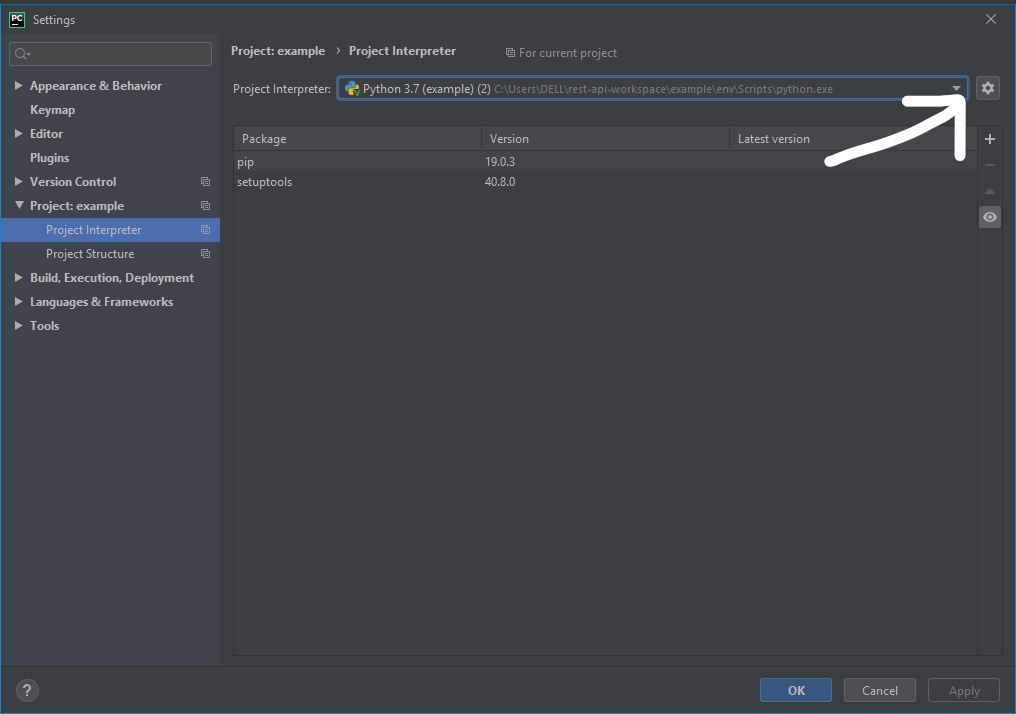 PC Settings
Project: example › Project Interpreter For current project
Appearance & Behavior
Keymap
Editor
Plugins
Version Control
Project: example
Project Interpreter
Project Structure
Build, Execution, Deployment
Languages & Frameworks
Tools
Project Interpreter: Python 3.7 (example) (2) C:\Users\DELL\rest-api-workspace\example\env\Scripts\python.exe
Package Version Latest version
pip 19.0.3
setuptools 40.8.0
? OK Cancel Apply